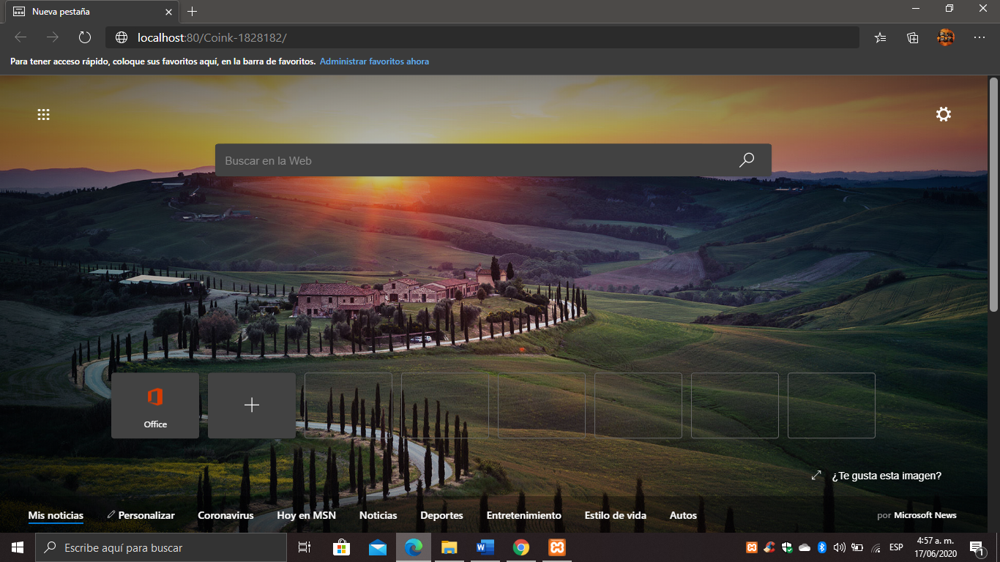 Nueva pestaña
localhost:80/Coink-1828182/
Para tener acceso rápido, coloque sus favoritos aquí, en la barra de favoritos. Administrar favoritos ahora
Buscar en la Web
Office
¿Te gusta esta imagen?
Mis noticias Personalizar Coronavirus Hoy en MSN Noticias Deportes Entretenimiento Estilo de vida Autos por Microsoft News
Escribe aquí para buscar
ESP
4:57 a. m.
17/06/2020
1